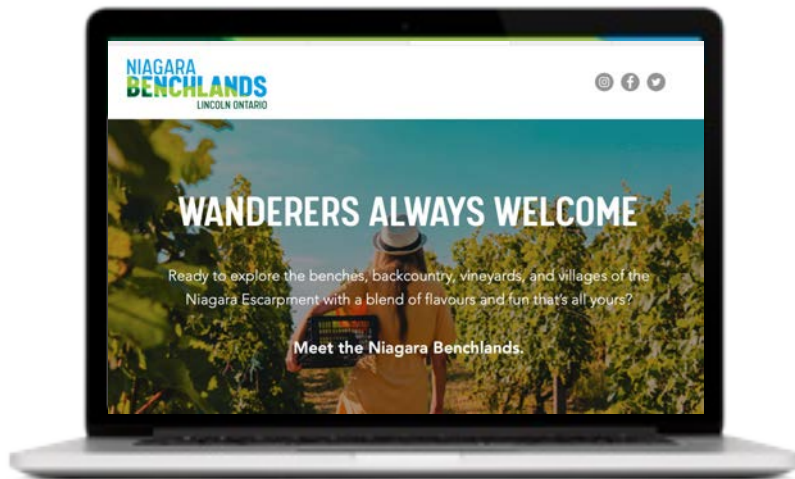 NIAGARA
BENCHLANDS
LINCOLN ONTARIO
WANDERERS ALWAYS WELCOME
Ready to explore the benches, backcountry, vineyards, and villages of the
Niagara Escarpment with a blend of flavours and fun that's all yours?
Meet the Niagara Benchlands.